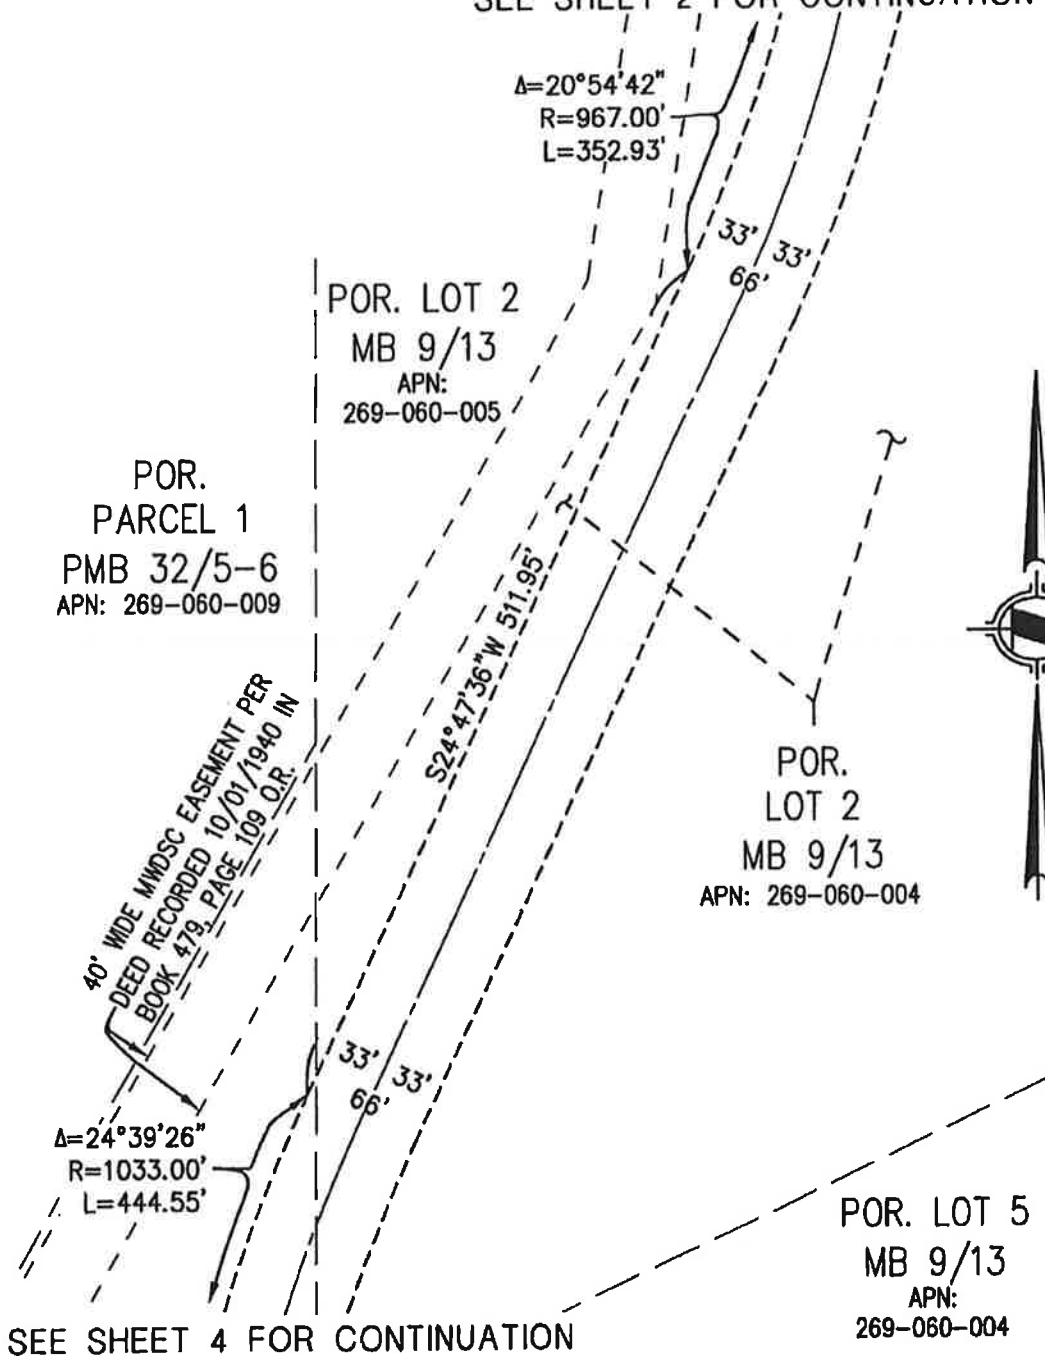 SEE SHEET 2 FOR CONTINUATION
Δ=20°54'42"
R=967.00'
L=352.93'
33' 33'
66'
POR. LOT 2
MB 9/13
APN:
269-060-005
POR.
PARCEL 1
PMB 32/5-6
APN: 269-060-009
S24°47'36"W 511.95'
40' WIDE MWDSC EASEMENT PER
DEED RECORDED 10/01/1940 IN
BOOK 479, PAGE 109 O.R.
POR.
LOT 2
MB 9/13
APN: 269-060-004
33' 33'
66'
Δ=24°39'26"
R=1033.00'
L=444.55'
POR. LOT 5
MB 9/13
APN:
269-060-004
SEE SHEET 4 FOR CONTINUATION